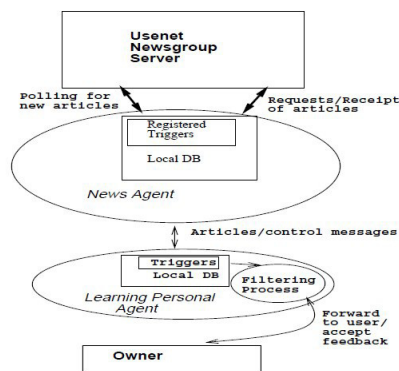 Usenet
Newsgroup
Server
Polling for
new articles
Requests/Receipt
of articles
Registered
Triggers
Local DB
News Agent
Articles/control messages
Triggers
Local DB
Filtering
Process
Learning Personal
Agent
Forward
to user/
accept
feedback
Owner